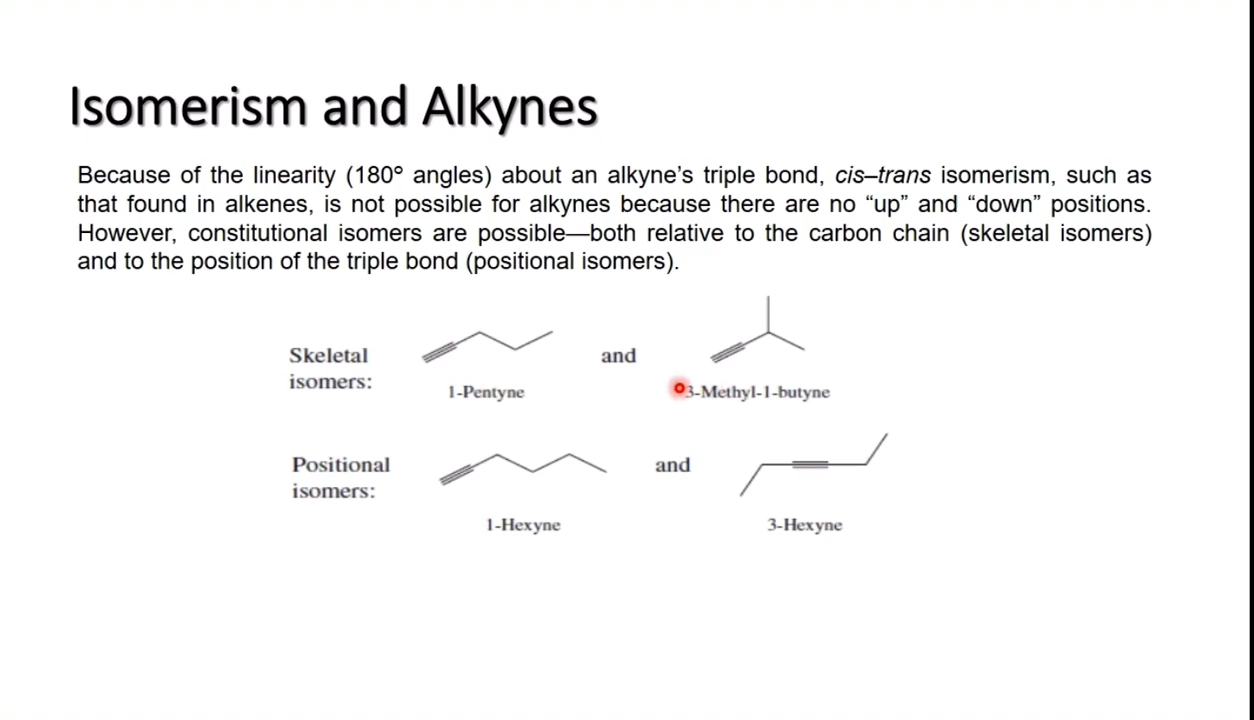 Isomerism and Alkynes
Because of the linearity (180° angles) about an alkyne’s triple bond, cis–trans isomerism, such as
that found in alkenes, is not possible for alkynes because there are no “up” and “down” positions.
However, constitutional isomers are possible—both relative to the carbon chain (skeletal isomers)
and to the position of the triple bond (positional isomers).
Skeletal
isomers:
and
1-Pentyne
3-Methyl-1-butyne
Positional
isomers:
and
1-Hexyne
3-Hexyne